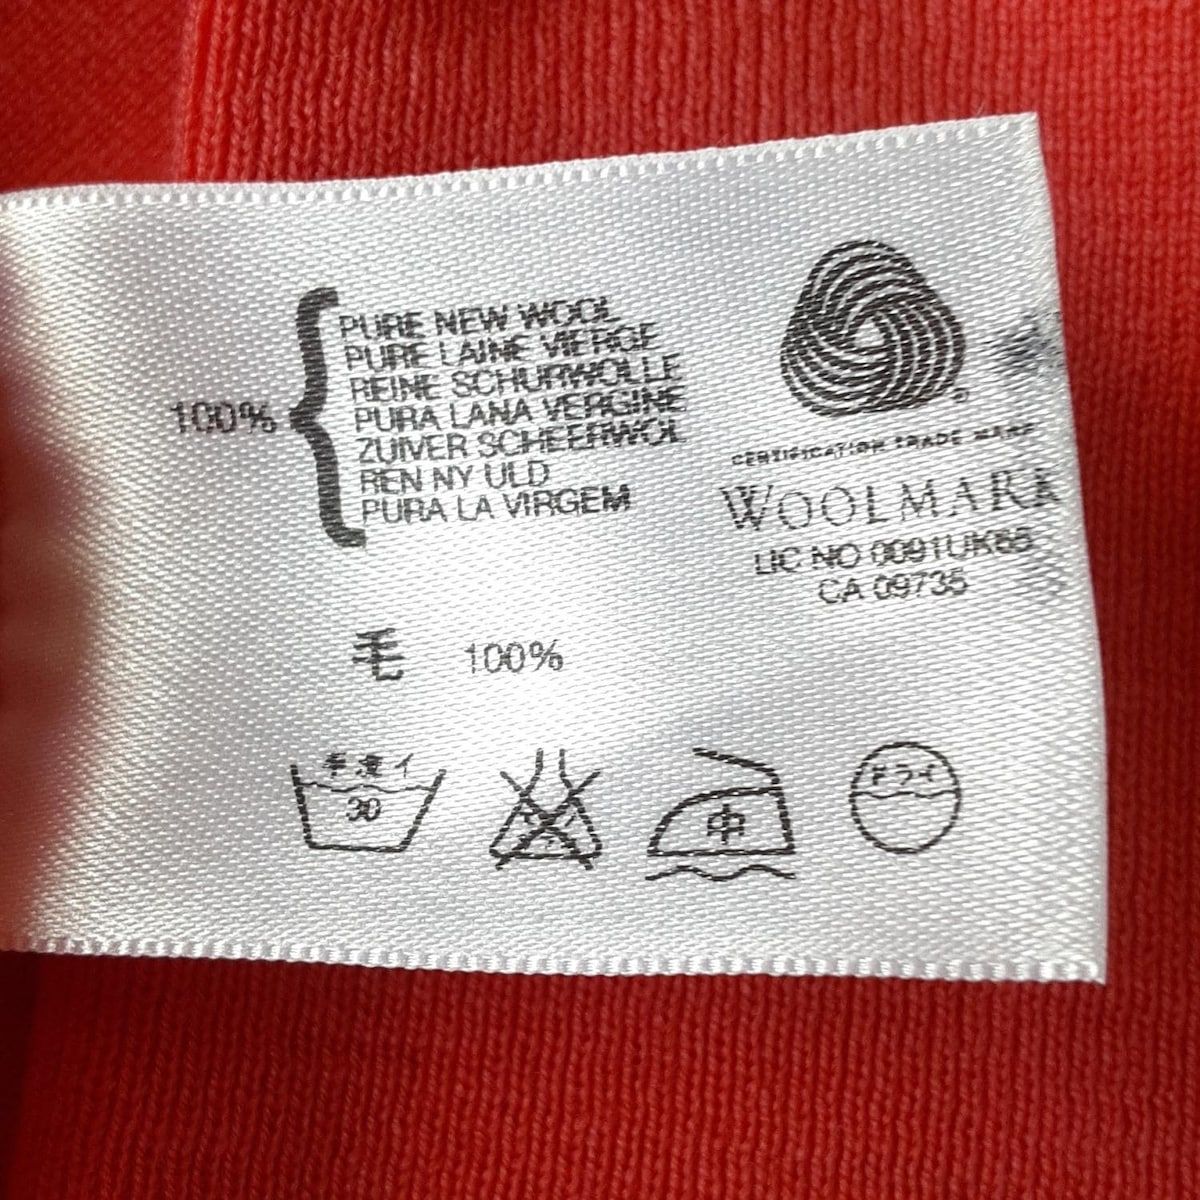 100%
PURE NEW WOOL
PURE LAINE VIERGE
REINE SCHURWOLLE
PURA LANA VERGINE
ZUIVER SCHEERWOL
REN NY ULD
PURA LA VIRGEM
®
CERTIFICATION TRADE MARK
WOOLMARK
LIC NO 0091UK65
CA 09735
毛 100%
手洗イ
30
中
ドライ